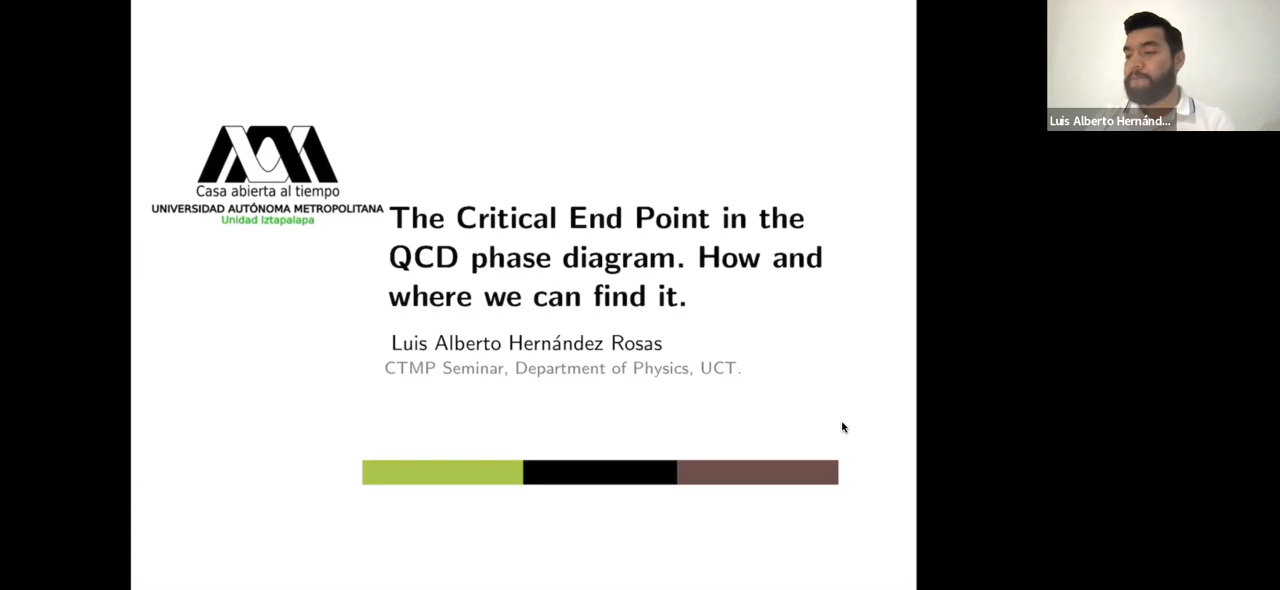 Casa abierta al tiempo
UNIVERSIDAD AUTÓNOMA METROPOLITANA
Unidad Iztapalapa
The Critical End Point in the
QCD phase diagram. How and
where we can find it.
Luis Alberto Hernández Rosas
CTMP Seminar, Department of Physics, UCT.
Luis Alberto Hernánd...